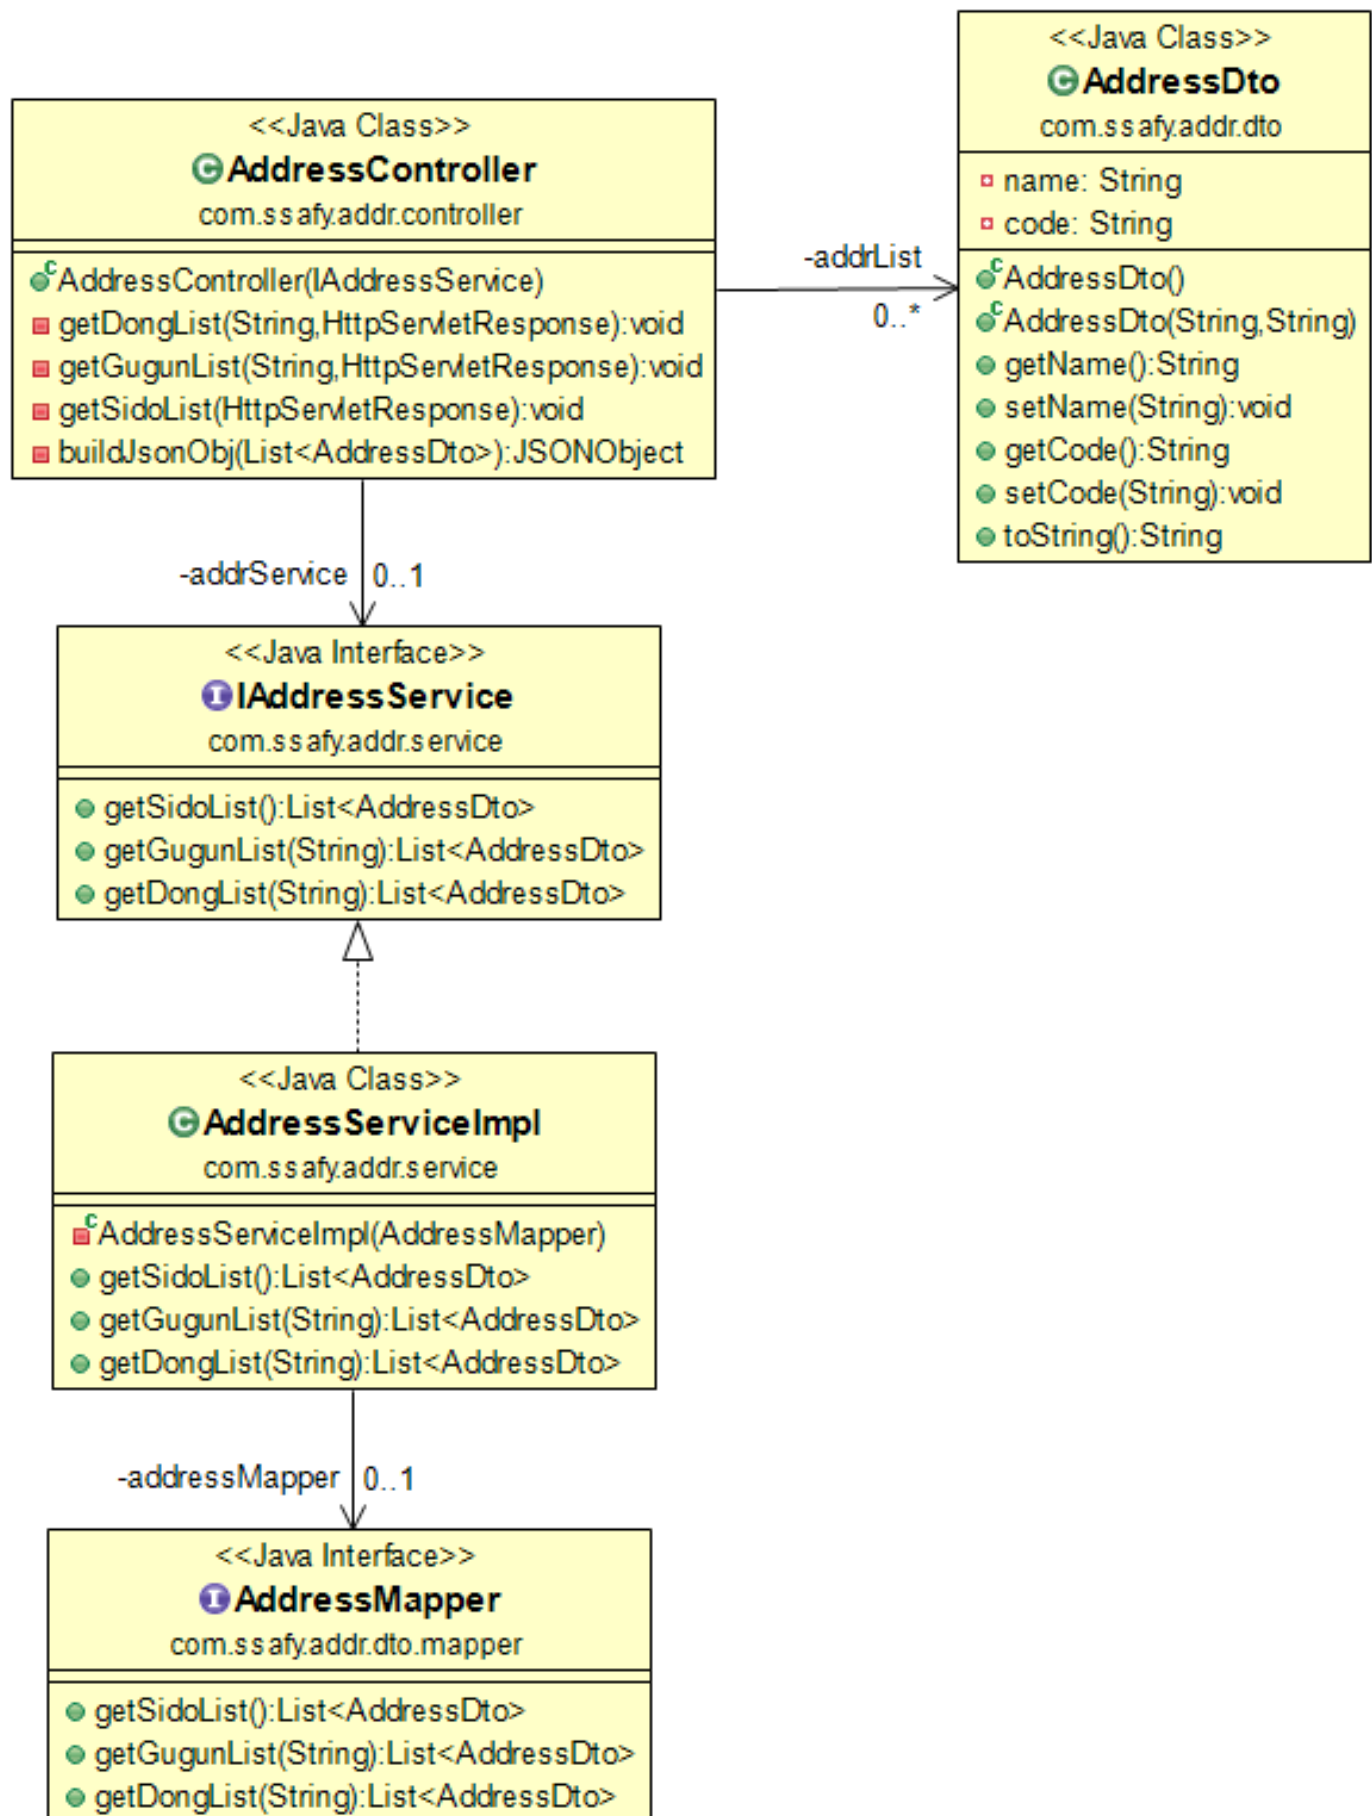 <<Java Class>>
AddressController
com.ssafy.addr.controller
AddressController(IAddressService)
getDongList(String,HttpServletResponse):void
getGugunList(String,HttpServletResponse):void
getSidoList(HttpServletResponse):void
buildJsonObj(List<AddressDto>):JSONObject
-addrList
0..*
<<Java Class>>
AddressDto
com.ssafy.addr.dto
name: String
code: String
AddressDto()
AddressDto(String,String)
getName():String
setName(String):void
getCode():String
setCode(String):void
toString():String
-addrService 0..1
<<Java Interface>>
IAddressService
com.ssafy.addr.service
getSidoList():List<AddressDto>
getGugunList(String):List<AddressDto>
getDongList(String):List<AddressDto>
<<Java Class>>
AddressServiceImpl
com.ssafy.addr.service
AddressServiceImpl(AddressMapper)
getSidoList():List<AddressDto>
getGugunList(String):List<AddressDto>
getDongList(String):List<AddressDto>
-addressMapper 0..1
<<Java Interface>>
AddressMapper
com.ssafy.addr.dto.mapper
getSidoList():List<AddressDto>
getGugunList(String):List<AddressDto>
getDongList(String):List<AddressDto>